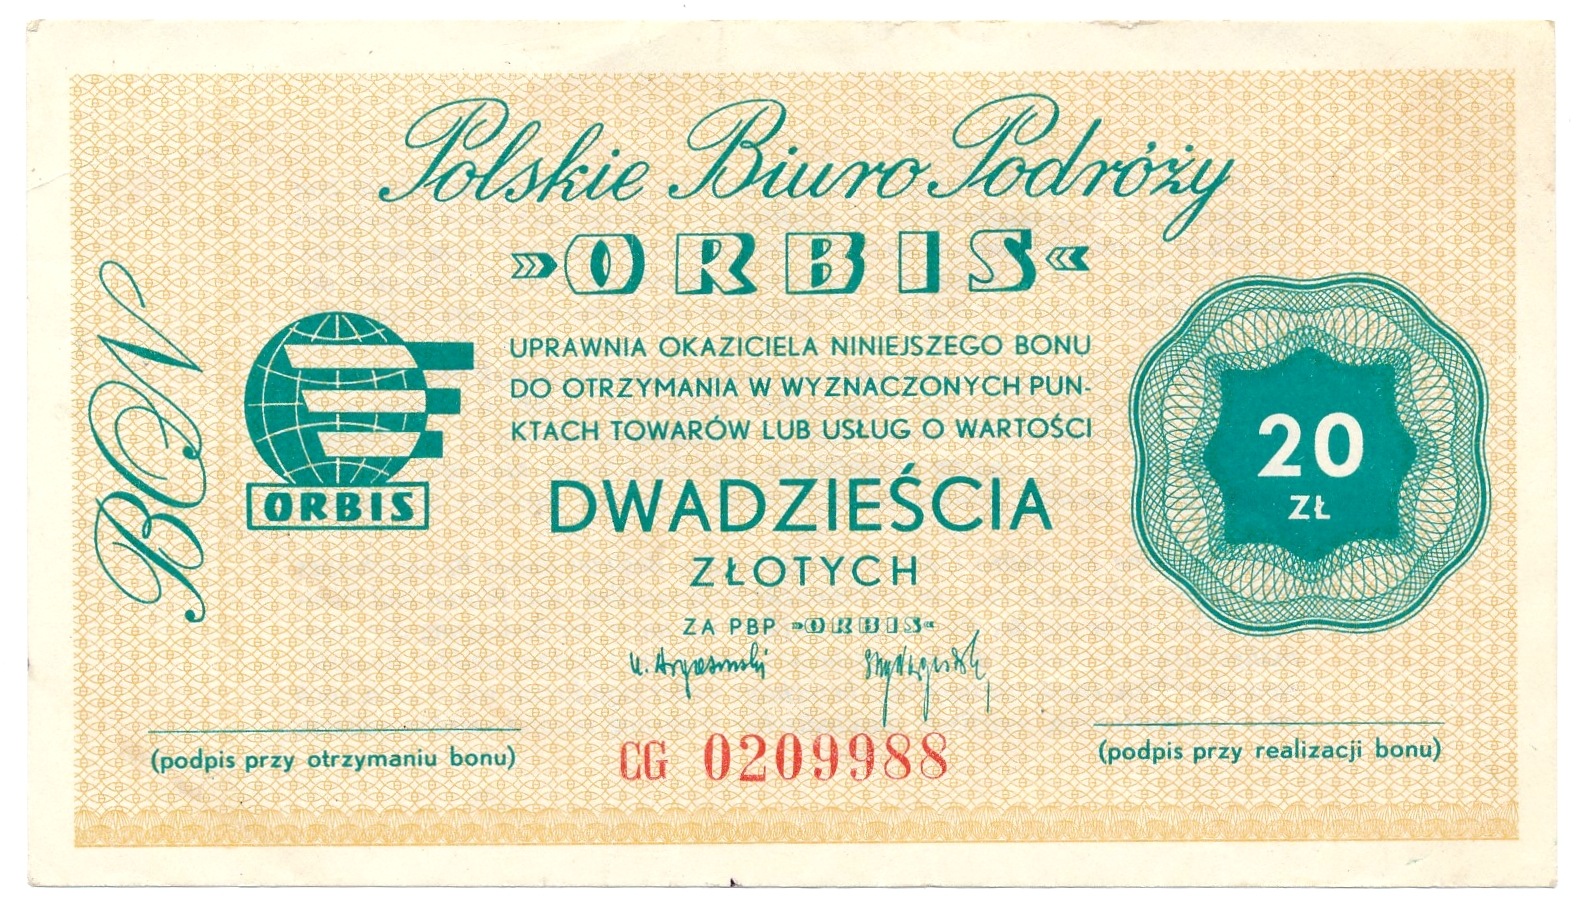 Polskie Biuro Podróży
»ORBIS«
BON
ORBIS
UPRAWNIA OKAZICIELA NINIEJSZEGO BONU
DO OTRZYMANIA W WYZNACZONYCH PUN-
KTACH TOWARÓW LUB USŁUG O WARTOŚCI
DWADZIEŚCIA
ZŁOTYCH
20
ZŁ
ZA PBP »ORBIS«
(podpis przy otrzymaniu bonu)
CG 0209988
(podpis przy realizacji bonu)